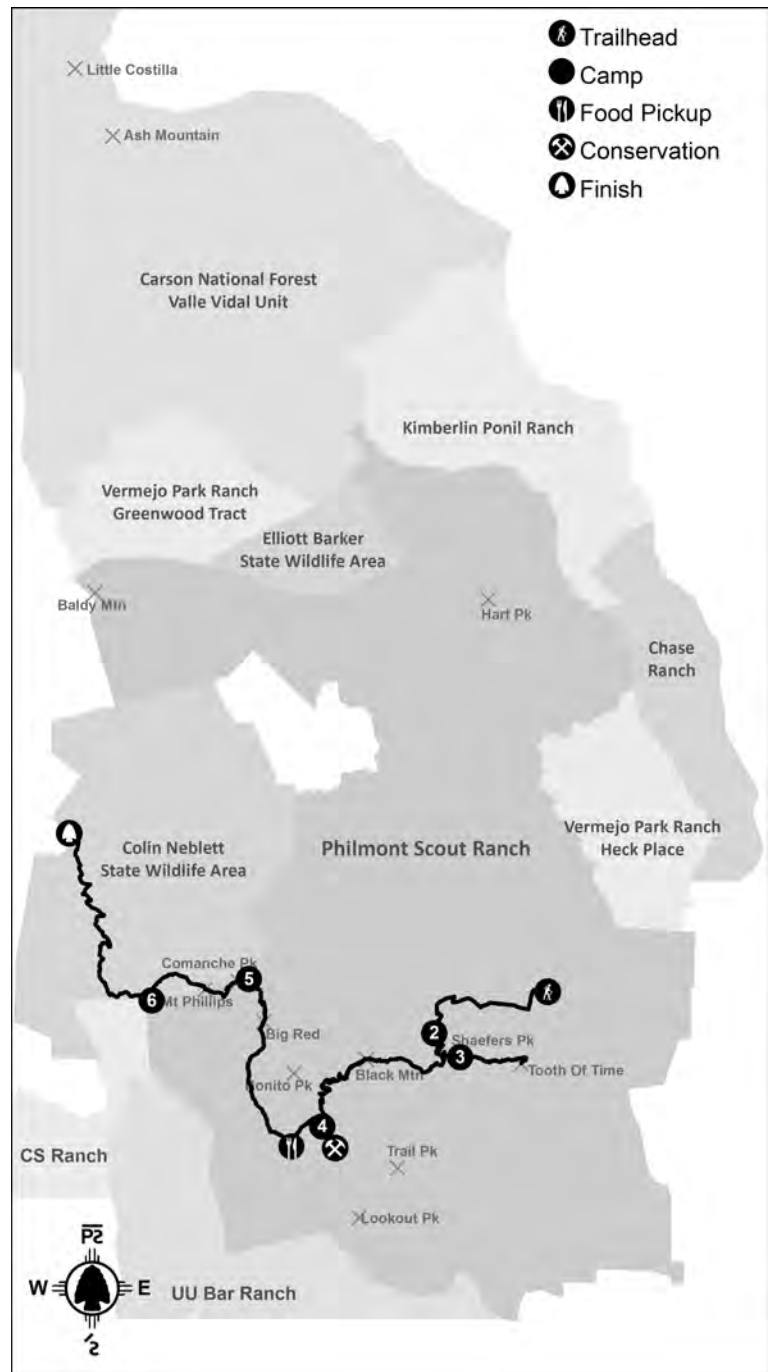 Trailhead
Camp
Food Pickup
Conservation
Finish
Little Costilla
Ash Mountain
Carson National Forest
Valle Vidal Unit
Kimberlin Ponil Ranch
Vermejo Park Ranch
Greenwood Tract
Elliott Barker
State Wildlife Area
Baldy Mtn
Hart Pk
Chase
Ranch
Colin Neblett
State Wildlife Area
Philmont Scout Ranch
Vermejo Park Ranch
Heck Place
Comanche Pk
5
6
Mt Phillips
Big Red
2
Shaefers Pk
3
Black Mtn
Tooth Of Time
Bonito Pk
4
CS Ranch
Trail Pk
Lookout Pk
W
E
UU Bar Ranch